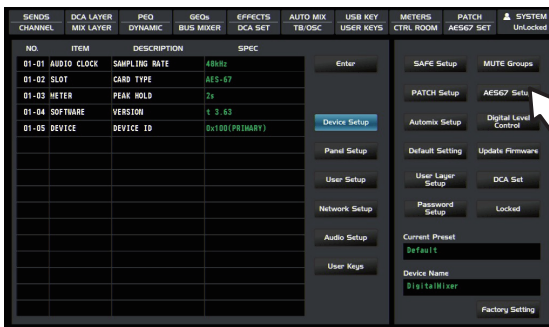 SENDS DCA LAYER PEQ GEQs EFFECTS AUTO MIX USB KEY METERS PATCH SYSTEM
CHANNEL MIX LAYER DYNAMIC BUS MIXER DCA SET TB/OSC USER KEYS CTRL ROOM AES67 SET UnLocked
NO. ITEM DESCRIPTION SPEC
01-01 AUDIO CLOCK SAMPLING RATE 48kHz
01-02 SLOT CARD TYPE AES-67
01-03 METER PEAK HOLD 2s
01-04 SOFTWARE VERSION t 3.63
01-05 DEVICE DEVICE ID 0x100(PRIMARY)
Enter
Device Setup
Panel Setup
User Setup
Network Setup
Audio Setup
User Keys
SAFE Setup MUTE Groups
PATCH Setup AES67 Setu
Automix Setup Digital Level Control
Default Setting Update Firmware
User Layer Setup DCA Set
Password Setup Locked
Current Preset
Default
Device Name
DigitalMixer
Factory Setting